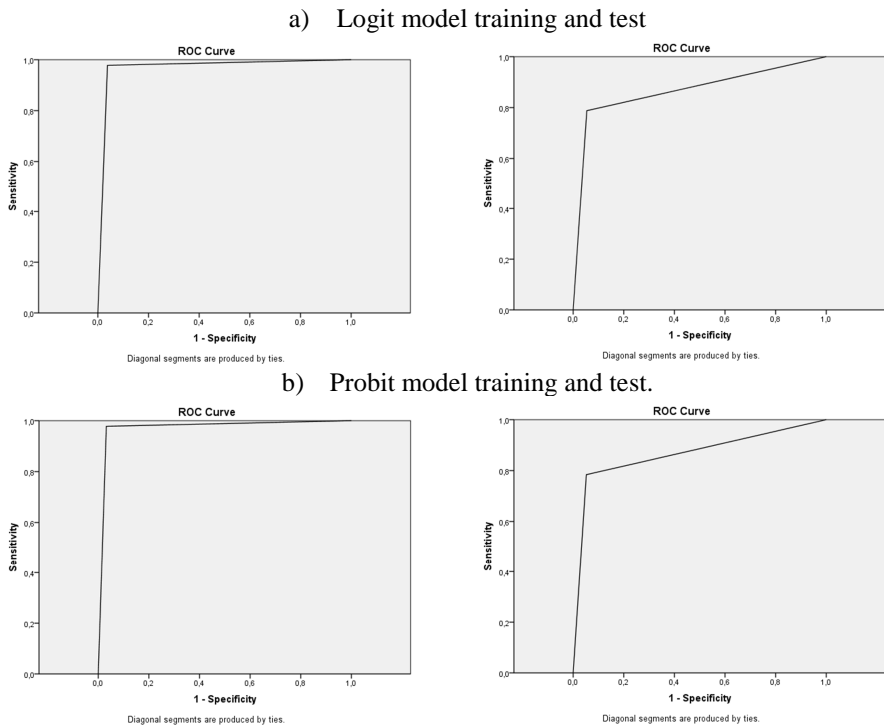 a) Logit model training and test
ROC Curve
1,0
0,8
0,6
0,4
0,2
0,0
Sensitivity
0,0 0,2 0,4 0,6 0,8 1,0
1 - Specificity
Diagonal segments are produced by ties.
ROC Curve
1,0
0,8
0,6
0,4
0,2
0,0
Sensitivity
0,0 0,2 0,4 0,6 0,8 1,0
1 - Specificity
Diagonal segments are produced by ties.
b) Probit model training and test.
ROC Curve
1,0
0,8
0,6
0,4
0,2
0,0
Sensitivity
0,0 0,2 0,4 0,6 0,8 1,0
1 - Specificity
Diagonal segments are produced by ties.
ROC Curve
1,0
0,8
0,6
0,4
0,2
0,0
Sensitivity
0,0 0,2 0,4 0,6 0,8 1,0
1 - Specificity
Diagonal segments are produced by ties.